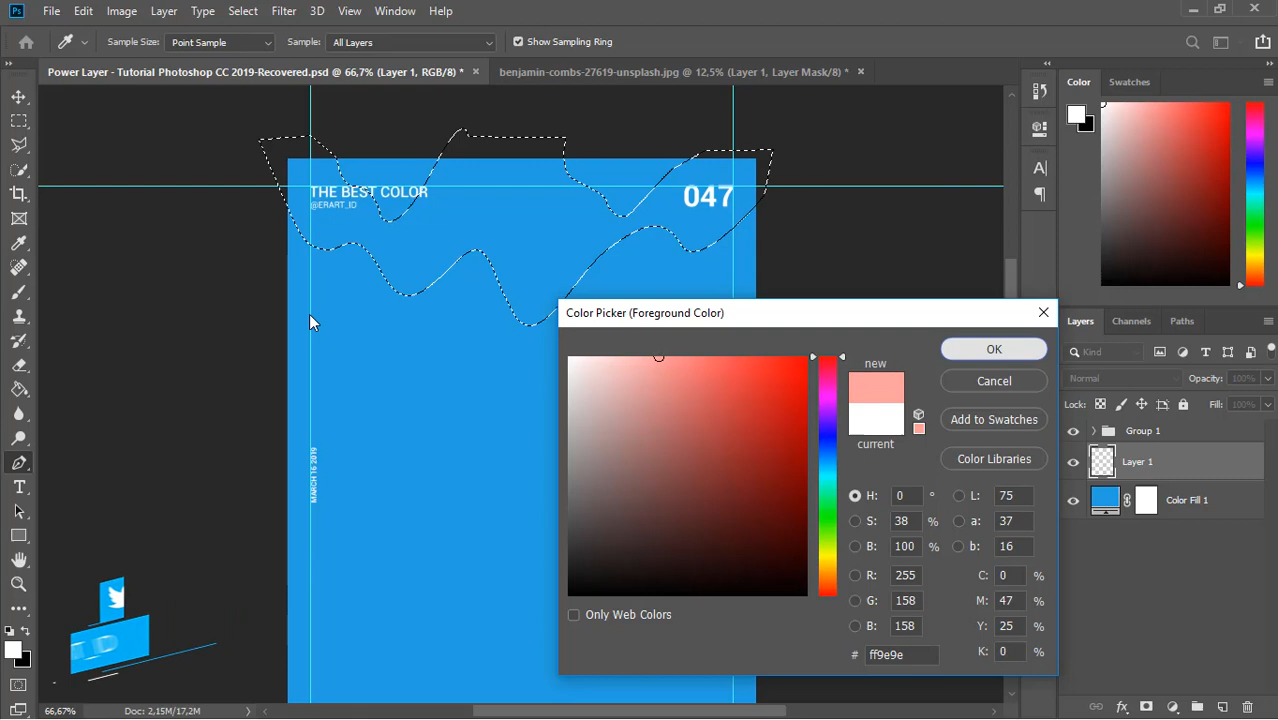 Ps File Edit Image Layer Type Select Filter 3D View Window Help
Sample Size: Point Sample Sample: All Layers Show Sampling Ring
Power Layer - Tutorial Photoshop CC 2019-Recovered.psd @ 66,7% (Layer 1, RGB/8) * × benjamin-combs-27619-unsplash.jpg @ 12,5% (Layer 1, Layer Mask/8) * ×
Color Swatches
THE BEST COLOR
@ERART_ID
047
MARCH 16 2019
Color Picker (Foreground Color)
new
current
OK
Cancel
Add to Swatches
Color Libraries
H: 0 °
S: 38 %
B: 100 %
R: 255
G: 158
B: 158
# ff9e9e
L: 75
a: 37
b: 16
C: 0 %
M: 47 %
Y: 25 %
K: 0 %
Only Web Colors
Layers Channels Paths
Kind
Normal Opacity: 100%
Lock: Fill: 100%
Group 1
Layer 1
Color Fill 1
fx
66,67% Doc: 2,15M/17,2M